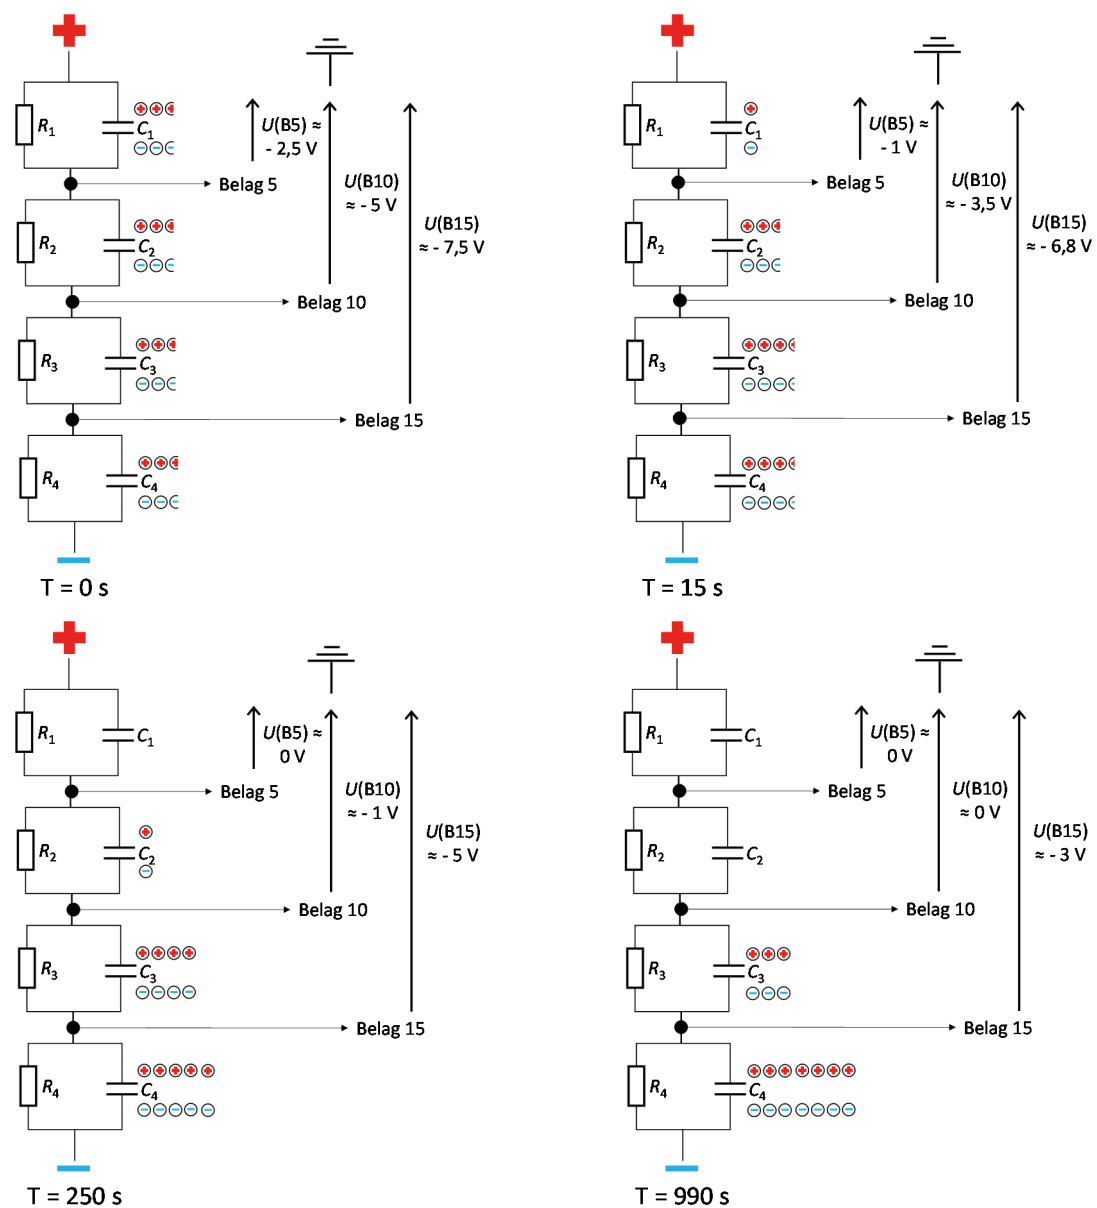 R1
C1
U(B5) ≈
- 2,5 V
Belag 5
U(B10)
≈ - 5 V
R2
C2
U(B15)
≈ - 7,5 V
Belag 10
R3
C3
Belag 15
R4
C4
T = 0 s
R1
C1
U(B5) ≈
- 1 V
Belag 5
U(B10)
≈ - 3,5 V
R2
C2
U(B15)
≈ - 6,8 V
Belag 10
R3
C3
Belag 15
R4
C4
T = 15 s
R1
C1
U(B5) ≈
0 V
Belag 5
U(B10)
≈ - 1 V
R2
C2
U(B15)
≈ - 5 V
Belag 10
R3
C3
Belag 15
R4
C4
T = 250 s
R1
C1
U(B5) ≈
0 V
Belag 5
U(B10)
≈ 0 V
R2
C2
U(B15)
≈ - 3 V
Belag 10
R3
C3
Belag 15
R4
C4
T = 990 s